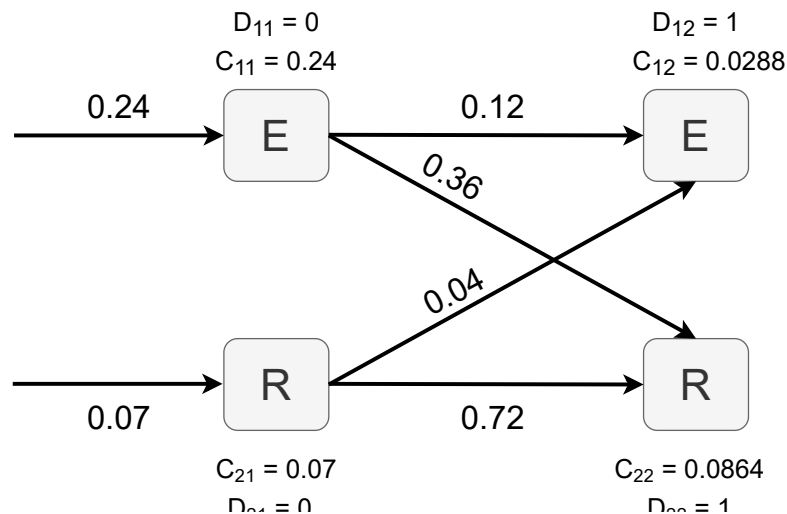 D₁₁ = 0
D₁₂ = 1
C₁₁ = 0.24
C₁₂ = 0.0288
0.24
E
0.12
E
0.36
0.04
R
R
0.07
0.72
C₂₁ = 0.07
C₂₂ = 0.0864
D₂₁ = 0
D₂₂ = 1